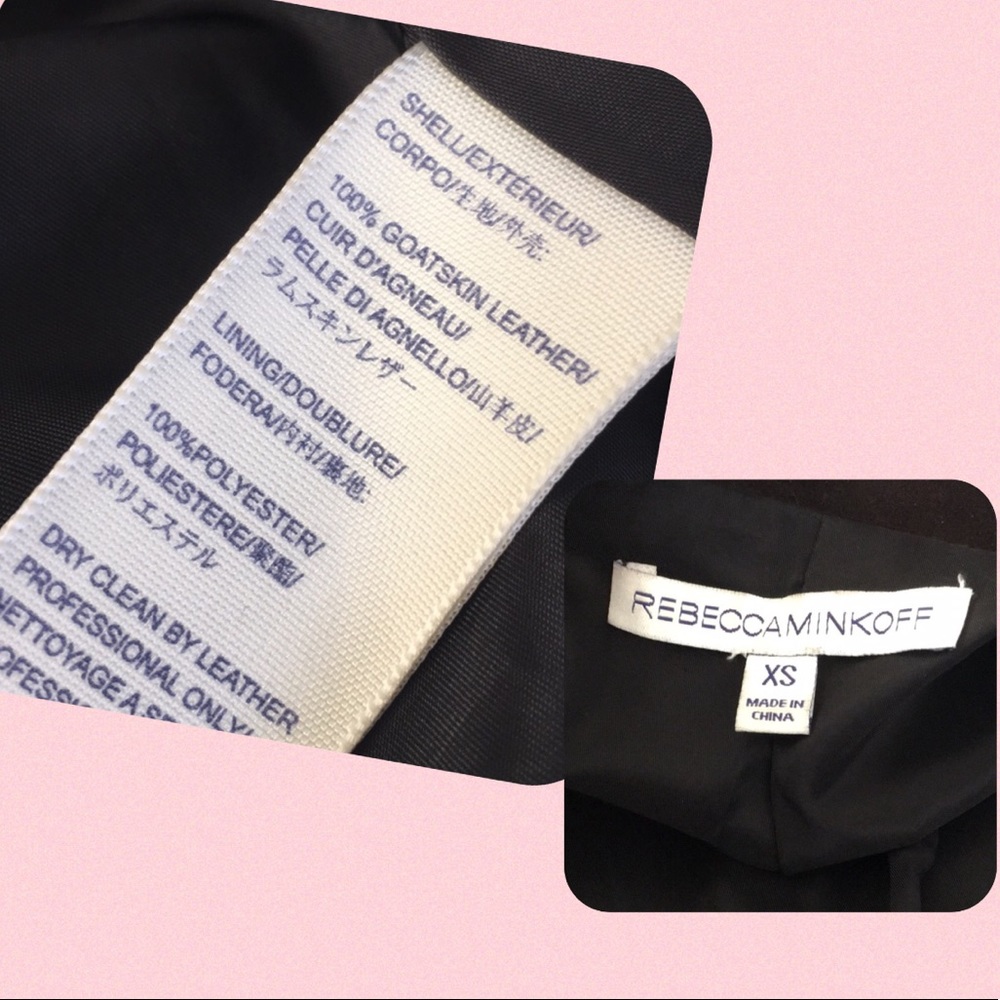 SHELL/EXTÉRIEUR/
CORPO/生地/外壳:
100% GOATSKIN LEATHER/
CUIR D'AGNEAU/
PELLE DI AGNELLO/山羊皮/
ラムスキンレザー
LINING/DOUBLURE/
FODERA/内衬/裏地:
100%POLYESTER/
POLIESTERE/聚酯/
ポリエステル
DRY CLEAN BY LEATHER
PROFESSIONAL ONLY/
NETTOYAGE A
REBECCAMINKOFF
XS
MADE IN
CHINA